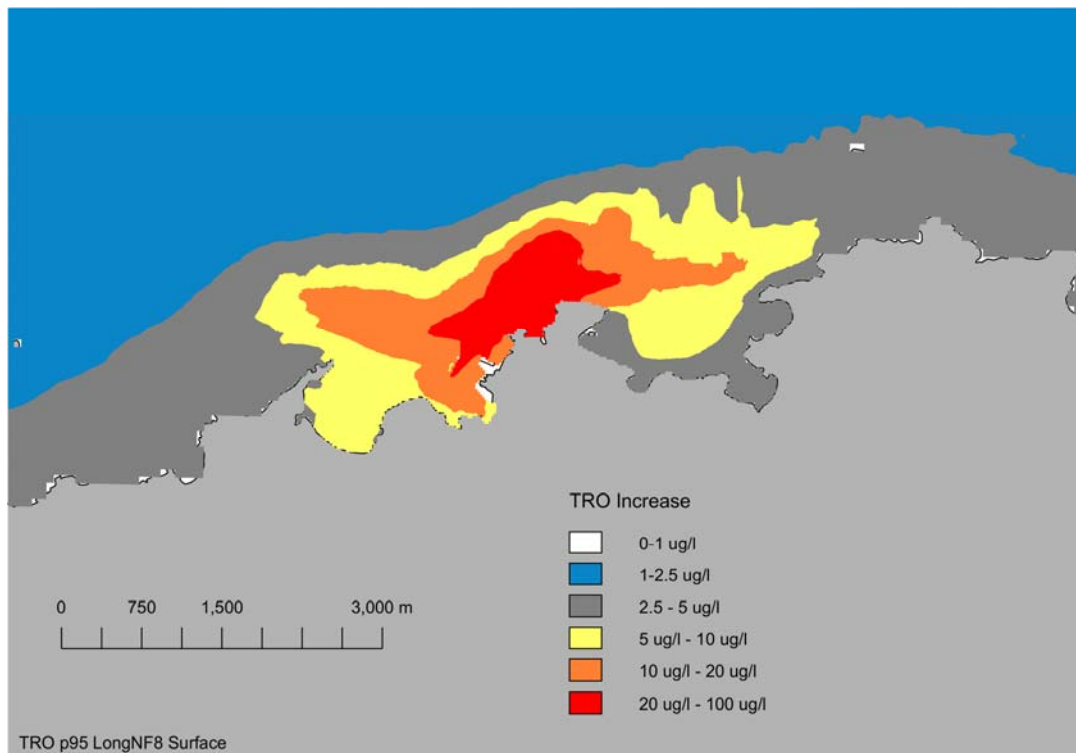 TRO Increase
0-1 ug/l
1-2.5 ug/l
2.5 - 5 ug/l
5 ug/l - 10 ug/l
10 ug/l - 20 ug/l
20 ug/l - 100 ug/l
0 750 1,500 3,000 m
TRO p95 LongNF8 Surface